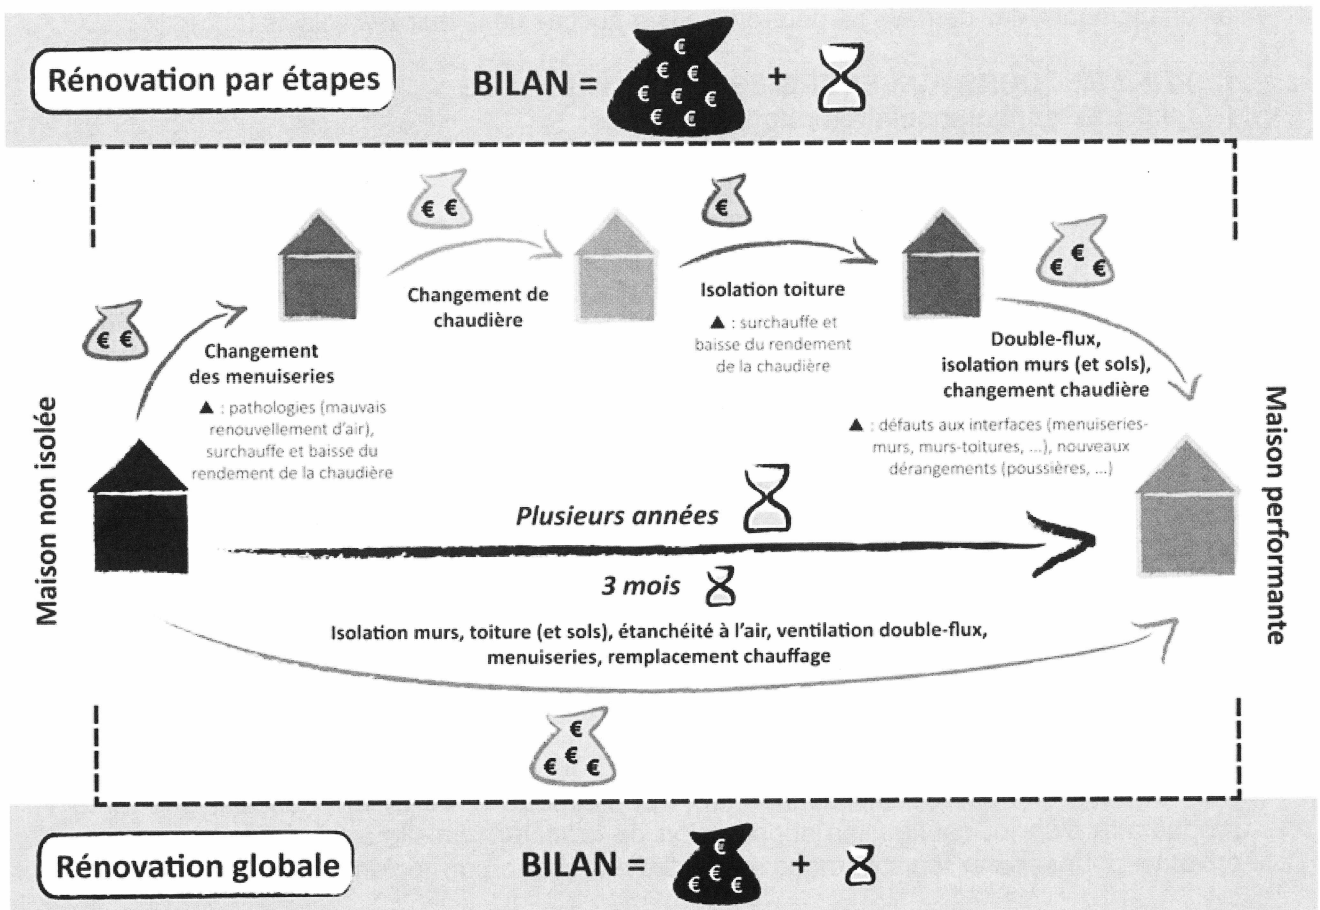 Rénovation par étapes
BILAN = € € € € € € € € + 
€ €
€
€ € €
€ €
Changement de
chaudière
Isolation toiture
▲ : surchauffe et
baisse du rendement
de la chaudière
Changement
des menuiseries
▲ : pathologies (mauvais
renouvellement d'air),
surchauffe et baisse du
rendement de la chaudière
Double-flux,
isolation murs (et sols),
changement chaudière
▲ : défauts aux interfaces (menuiseries-
murs, murs-toitures, ...), nouveaux
dérangements (poussières, ...)
Maison non isolée
Maison performante
Plusieurs années
3 mois
Isolation murs, toiture (et sols), étanchéité à l'air, ventilation double-flux,
menuiseries, remplacement chauffage
€ € € €
Rénovation globale
BILAN = € € € € +